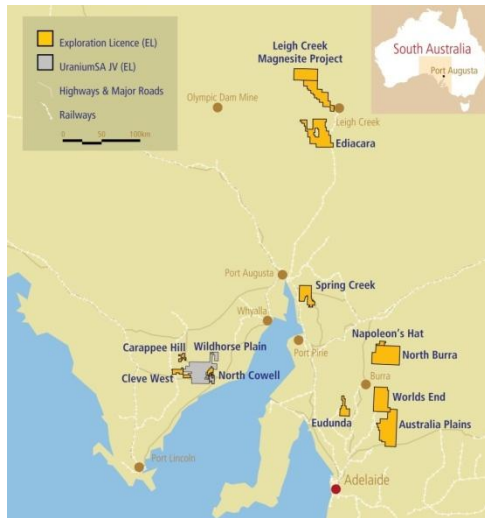 Exploration Licence (EL)
UraniumSA JV (EL)
Highways & Major Roads
Railways
0 50 100km
South Australia
Port Augusta
Leigh Creek
Magnesite Project
Olympic Dam Mine
Leigh Creek
Ediacara
Port Augusta
Spring Creek
Whyalla
Napoleon's Hat
Carappee Hill
Wildhorse Plain
Port Pirie
North Burra
Cleve West
North Cowell
Burra
Worlds End
Eudunda
Australia Plains
Port Lincoln
Adelaide